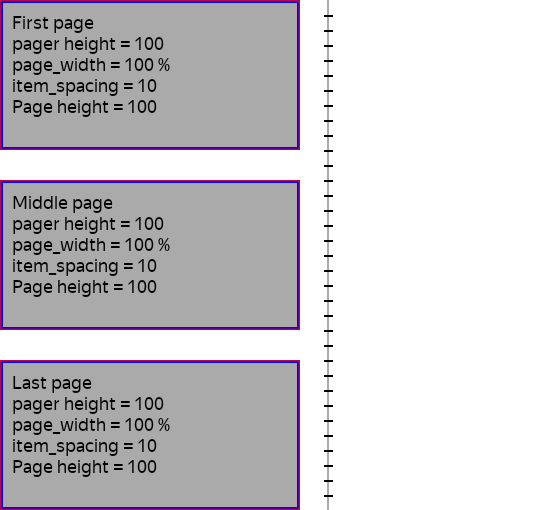 First page
pager height = 100
page_width = 100 %
item_spacing = 10
Page height = 100
Middle page
pager height = 100
page_width = 100 %
item_spacing = 10
Page height = 100
Last page
pager height = 100
page_width = 100 %
item_spacing = 10
Page height = 100